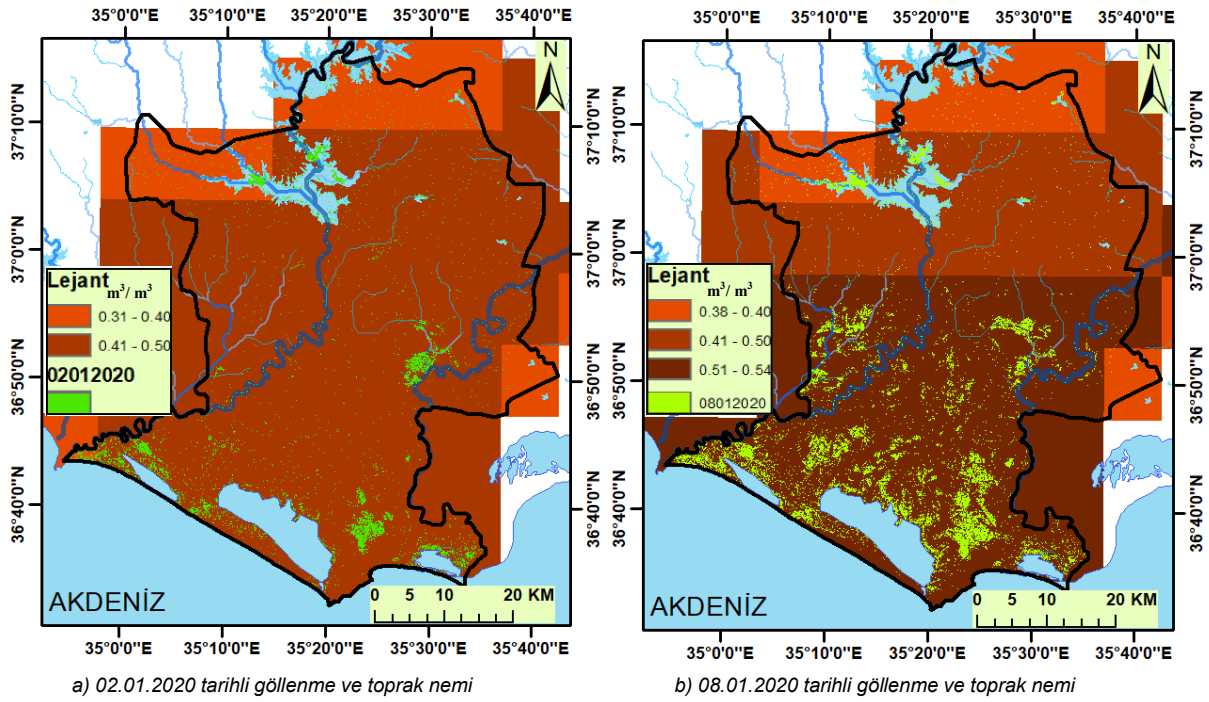 35°0'0"E 35°10'0"E 35°20'0"E 35°30'0"E 35°40'0"E
N
37°10'0"N
37°10'0"N
37°0'0"N
37°0'0"N
36°50'0"N
36°50'0"N
36°40'0"N
36°40'0"N
Lejant
m³/ m³
0.31 - 0.40
0.41 - 0.50
02012020
AKDENİZ
0 5 10 20 KM
35°0'0"E 35°10'0"E 35°20'0"E 35°30'0"E 35°40'0"E
a) 02.01.2020 tarihli göllenme ve toprak nemi
35°0'0"E 35°10'0"E 35°20'0"E 35°30'0"E 35°40'0"E
N
37°10'0"N
37°10'0"N
37°0'0"N
37°0'0"N
36°50'0"N
36°50'0"N
36°40'0"N
36°40'0"N
Lejant
m³/ m³
0.38 - 0.40
0.41 - 0.50
0.51 - 0.54
08012020
AKDENİZ
0 5 10 20 KM
35°0'0"E 35°10'0"E 35°20'0"E 35°30'0"E 35°40'0"E
b) 08.01.2020 tarihli göllenme ve toprak nemi